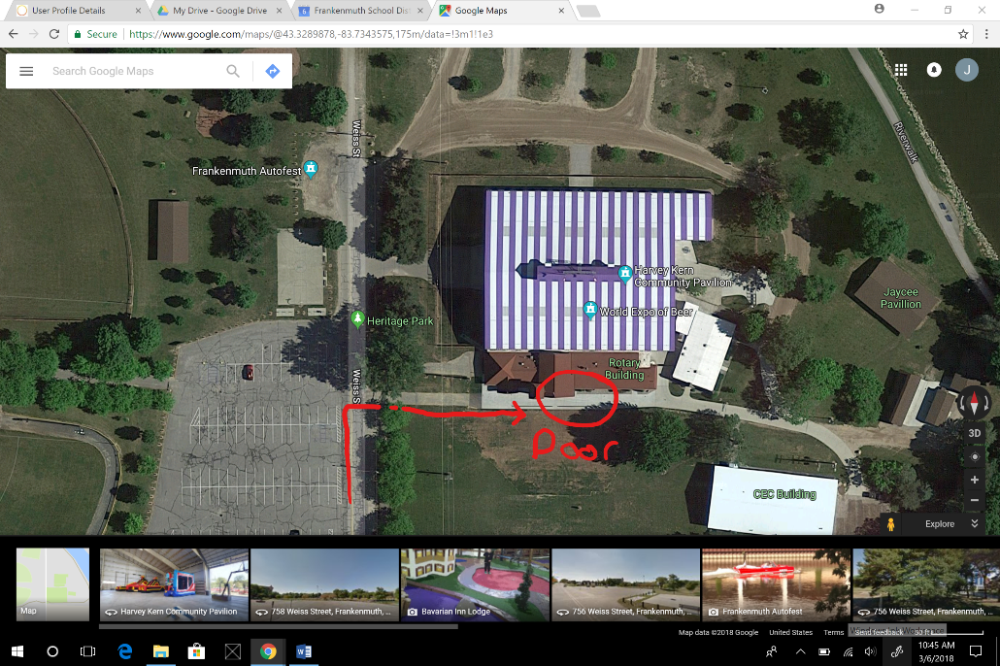 User Profile Details
My Drive - Google Drive
Frankenmuth School Dis
Google Maps
Secure
https://www.google.com/maps/@43.3289878,-83.7343575,175m/data=!3m1!1e3
Search Google Maps
J
Weiss St
Riverwalk
Frankenmuth Autofest
Harvey Kern
Community Pavilion
World Expo of Beer
Jaycee
Pavillion
Heritage Park
Rotary
Building
Weiss S
Door
3D
CEC Building
Explore
Map
Harvey Kern Community Pavilion
758 Weiss Street, Frankenmuth, ...
Bavarian Inn Lodge
756 Weiss Street, Frankenmuth,...
Frankenmuth Autofest
756 Weiss Street, Frankenmuth, ...
Map data ©2018 Google
United States
Terms
Send feedback
10:45 AM
3/6/2018